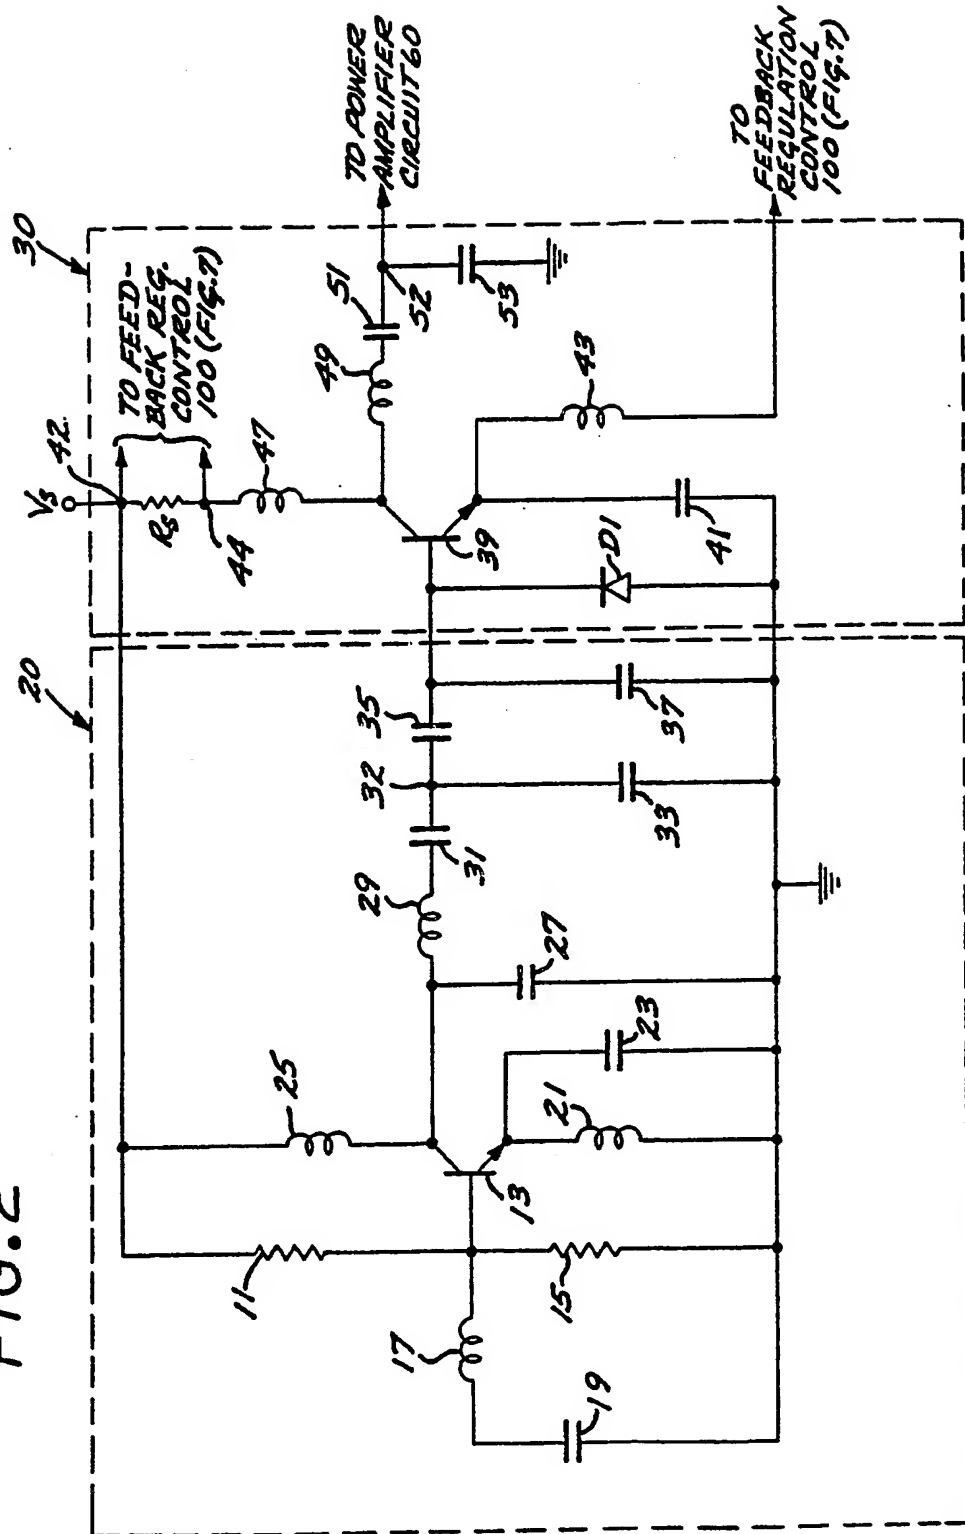 FIG. 2
20
30
Vs
42
TO FEED-
BACK REG.
CONTROL
100 (FIG.7)
Rs
44
47
49
51
52
53
TO POWER
AMPLIFIER
CIRCUIT 60
39
D1
41
43
TO
FEEDBACK
REGULATION
CONTROL
100 (FIG.7)
11
25
13
15
17
19
21
23
27
29
31
32
35
33
37